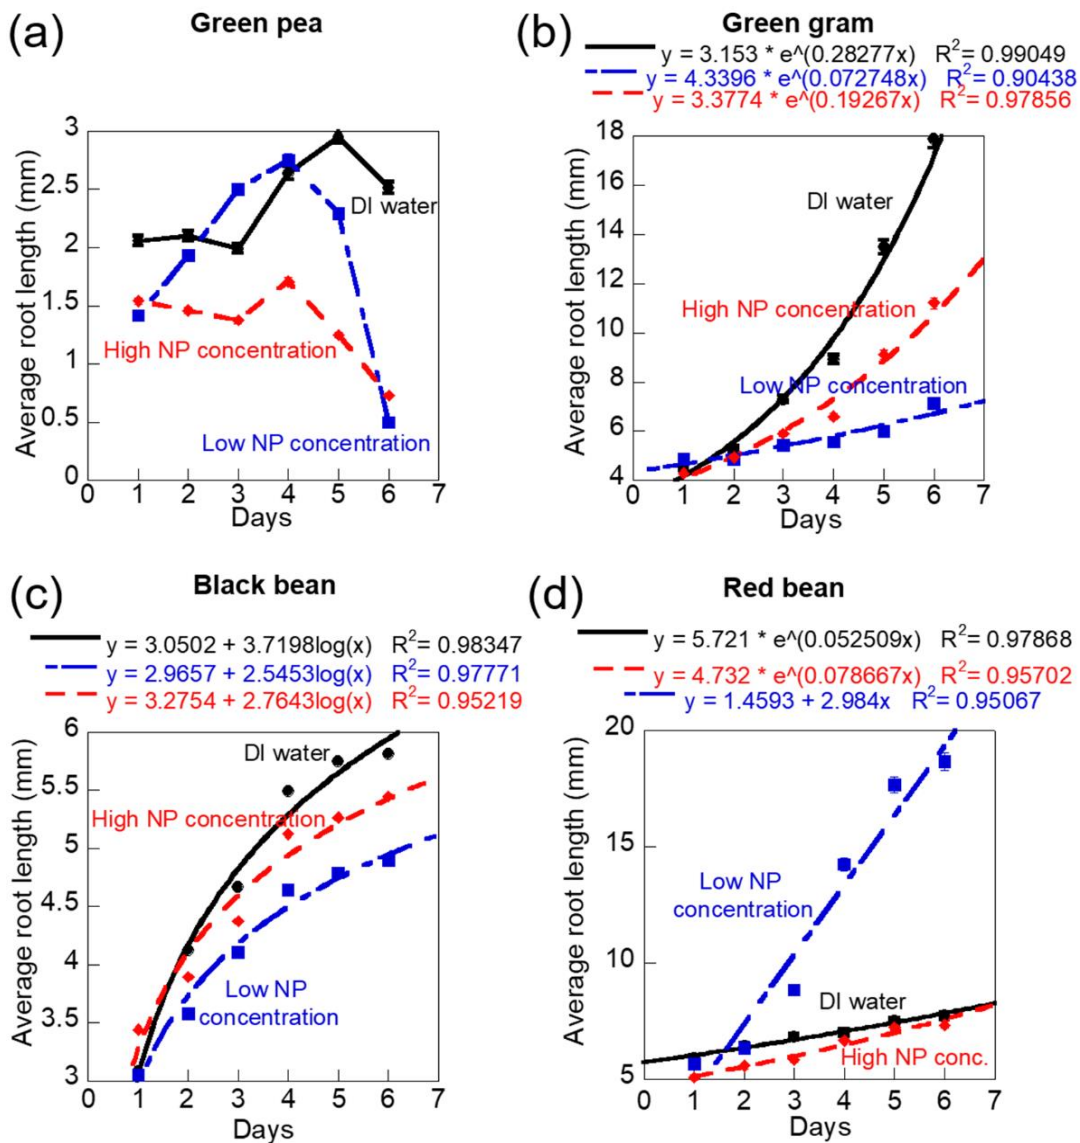 (a)
Green pea
Average root length (mm)
3
2.5
2
1.5
1
0.5
0
DI water
High NP concentration
Low NP concentration
0 1 2 3 4 5 6 7
Days
(b)
Green gram
y = 3.153 * e^(0.28277x) R²= 0.99049
y = 4.3396 * e^(0.072748x) R²= 0.90438
y = 3.3774 * e^(0.19267x) R²= 0.97856
Average root length (mm)
18
16
14
12
10
8
6
4
DI water
High NP concentration
Low NP concentration
0 1 2 3 4 5 6 7
Days
(c)
Black bean
y = 3.0502 + 3.7198log(x) R²= 0.98347
y = 2.9657 + 2.5453log(x) R²= 0.97771
y = 3.2754 + 2.7643log(x) R²= 0.95219
Average root length (mm)
6
5.5
5
4.5
4
3.5
3
DI water
High NP concentration
Low NP
concentration
0 1 2 3 4 5 6 7
Days
(d)
Red bean
y = 5.721 * e^(0.052509x) R²= 0.97868
y = 4.732 * e^(0.078667x) R²= 0.95702
y = 1.4593 + 2.984x R²= 0.95067
Average root length (mm)
20
15
10
5
Low NP
concentration
DI water
High NP conc.
0 1 2 3 4 5 6 7
Days